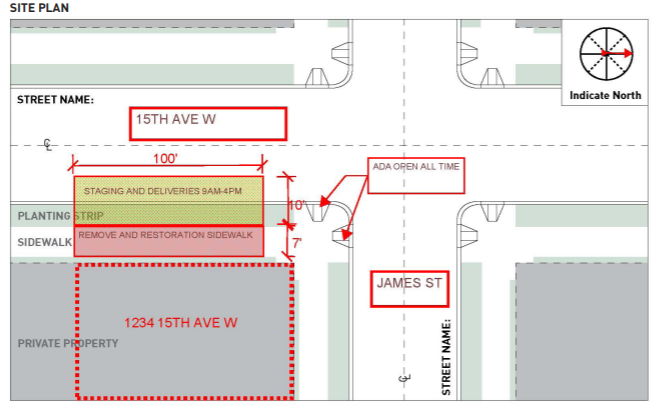 SITE PLAN
STREET NAME:
15TH AVE W
Indicate North
100'
STAGING AND DELIVERIES 9AM-4PM
10'
ADA OPEN ALL TIME
PLANTING STRIP
SIDEWALK
REMOVE AND RESTORATION SIDEWALK
7'
JAMES ST
STREET NAME:
1234 15TH AVE W
PRIVATE PROPERTY